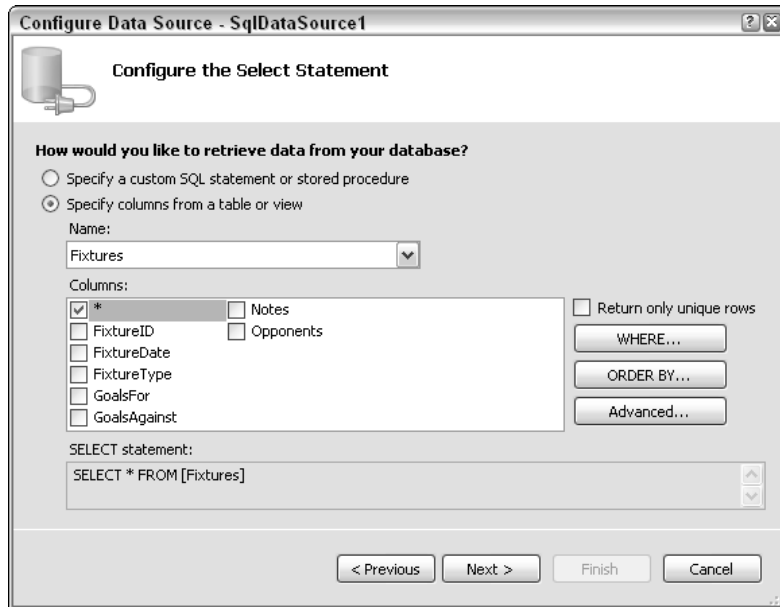 Configure Data Source - SqlDataSource1
Configure the Select Statement
How would you like to retrieve data from your database?
Specify a custom SQL statement or stored procedure
Specify columns from a table or view
Name:
Fixtures
Columns:
* Notes
Return only unique rows
FixtureID Opponents
WHERE...
FixtureDate
FixtureType
ORDER BY...
GoalsFor
GoalsAgainst
Advanced...
SELECT statement:
SELECT * FROM [Fixtures]
< Previous Next > Finish Cancel